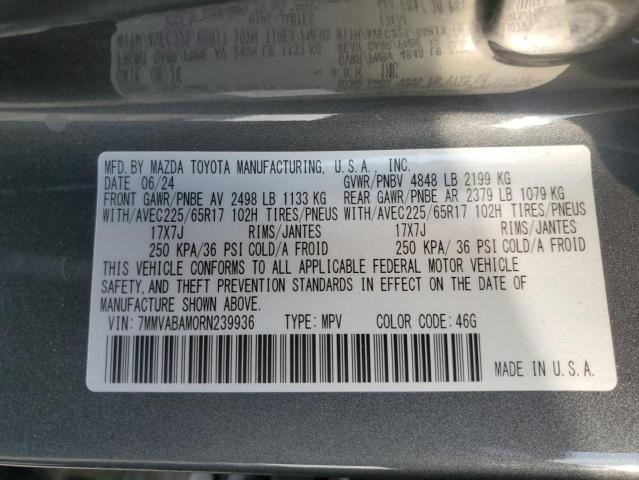 MFD. BY MAZDA TOYOTA MANUFACTURING, U.S.A., INC.
DATE 06/24 GVWR/PNBV 4848 LB 2199 KG
FRONT GAWR/PNBE AV 2498 LB 1133 KG REAR GAWR/PNBE AR 2379 LB 1079 KG
WITH/AVEC225/65R17 102H TIRES/PNEUS WITH/AVEC225/65R17 102H TIRES/PNEUS
17X7J RIMS/JANTES 17X7J RIMS/JANTES
250 KPA/36 PSI COLD/A FROID 250 KPA/ 36 PSI COLD/A FROID
THIS VEHICLE CONFORMS TO ALL APPLICABLE FEDERAL MOTOR VEHICLE
SAFETY, AND THEFT PREVENTION STANDARDS IN EFFECT ON THE DATE OF
MANUFACTURE SHOWN ABOVE.
VIN: 7MMVABAM0RN239936 TYPE: MPV COLOR CODE: 46G
MADE IN U.S.A.